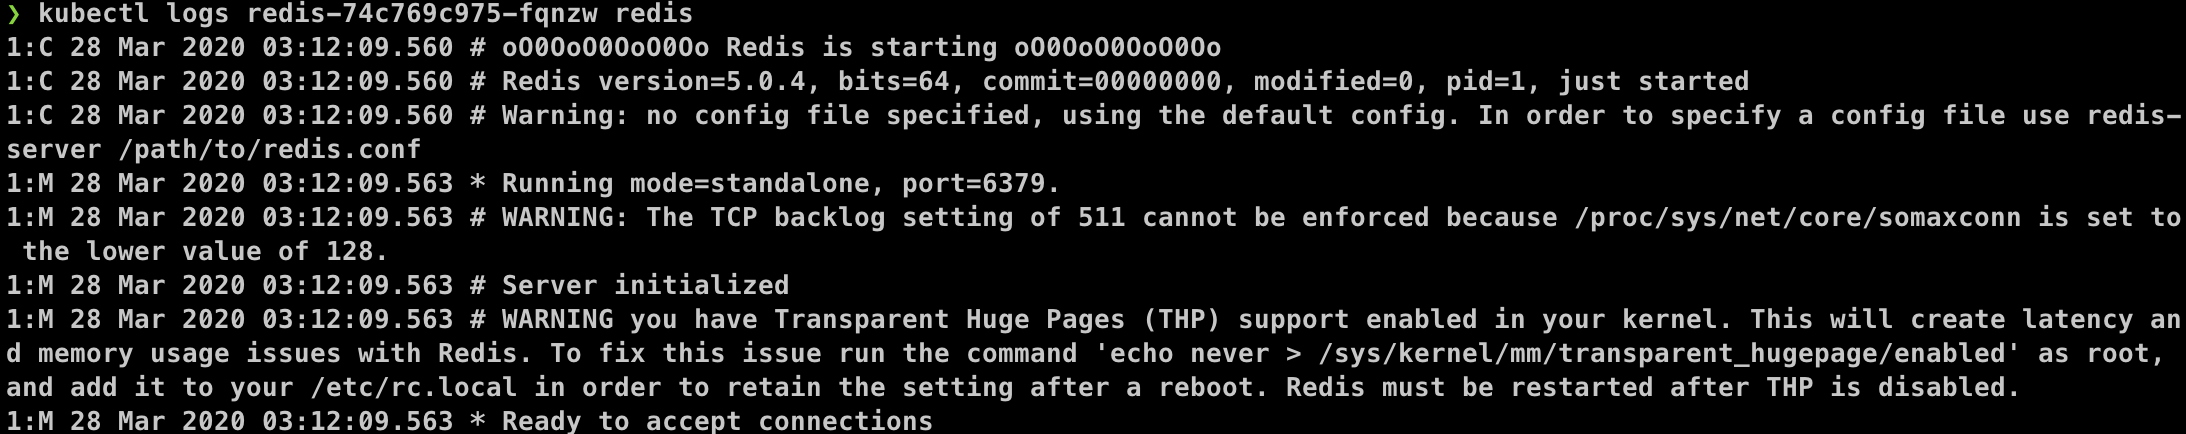 ❯ kubectl logs redis-74c769c975-fqnzw redis
1:C 28 Mar 2020 03:12:09.560 # oO0OoO0OoO0Oo Redis is starting oO0OoO0OoO0Oo
1:C 28 Mar 2020 03:12:09.560 # Redis version=5.0.4, bits=64, commit=00000000, modified=0, pid=1, just started
1:C 28 Mar 2020 03:12:09.560 # Warning: no config file specified, using the default config. In order to specify a config file use redis-
server /path/to/redis.conf
1:M 28 Mar 2020 03:12:09.563 * Running mode=standalone, port=6379.
1:M 28 Mar 2020 03:12:09.563 # WARNING: The TCP backlog setting of 511 cannot be enforced because /proc/sys/net/core/somaxconn is set to
 the lower value of 128.
1:M 28 Mar 2020 03:12:09.563 # Server initialized
1:M 28 Mar 2020 03:12:09.563 # WARNING you have Transparent Huge Pages (THP) support enabled in your kernel. This will create latency an
d memory usage issues with Redis. To fix this issue run the command 'echo never > /sys/kernel/mm/transparent_hugepage/enabled' as root,
and add it to your /etc/rc.local in order to retain the setting after a reboot. Redis must be restarted after THP is disabled.
1:M 28 Mar 2020 03:12:09.563 * Ready to accept connections